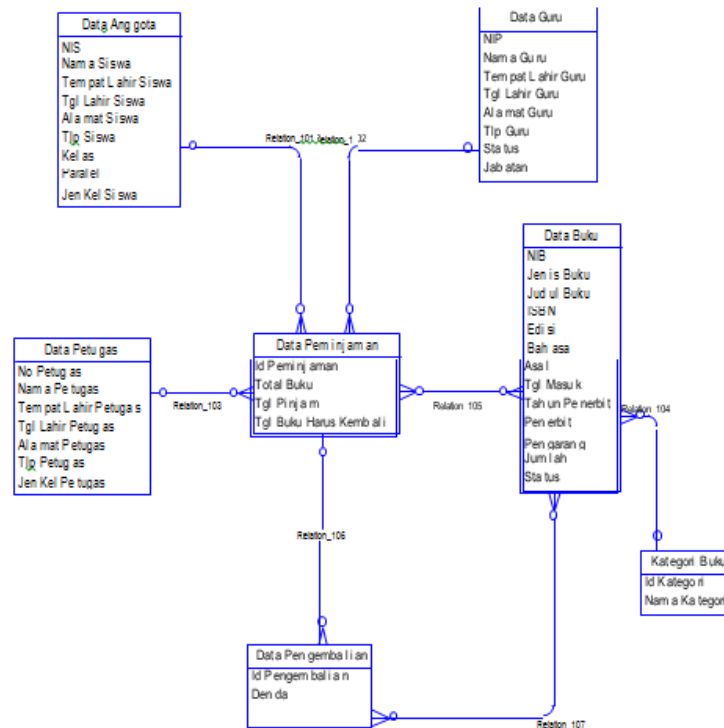 Data Anggota
NIS
Nama Siswa
Tempat Lahir Siswa
Tgl Lahir Siswa
Alamat Siswa
Tlp Siswa
Kelas
Paralel
Jen Kel Siswa
Data Guru
NIP
Nama Guru
Tempat Lahir Guru
Tgl Lahir Guru
Alamat Guru
Tlp Guru
Status
Jabatan
Relation_101
Relation_1
02
Data Buku
NIB
Jenis Buku
Judul Buku
ISBN
Edisi
Bahasa
Asal
Tgl Masuk
Tahun Penerbit
Penerbit
Pengarang
Jumlah
Status
Data Petugas
No Petugas
Nama Petugas
Tempat Lahir Petugas
Tgl Lahir Petugas
Alamat Petugas
Tlp Petugas
Jen Kel Petugas
Relation_103
Data Peminjaman
Id Peminjaman
Total Buku
Tgl Pinjam
Tgl Buku Harus Kembali
Relation_105
Relation_104
Relation_106
Kategori Buku
Id Kategori
Nama Kategori
Data Pengembalian
Id Pengembalian
Denda
Relation_107